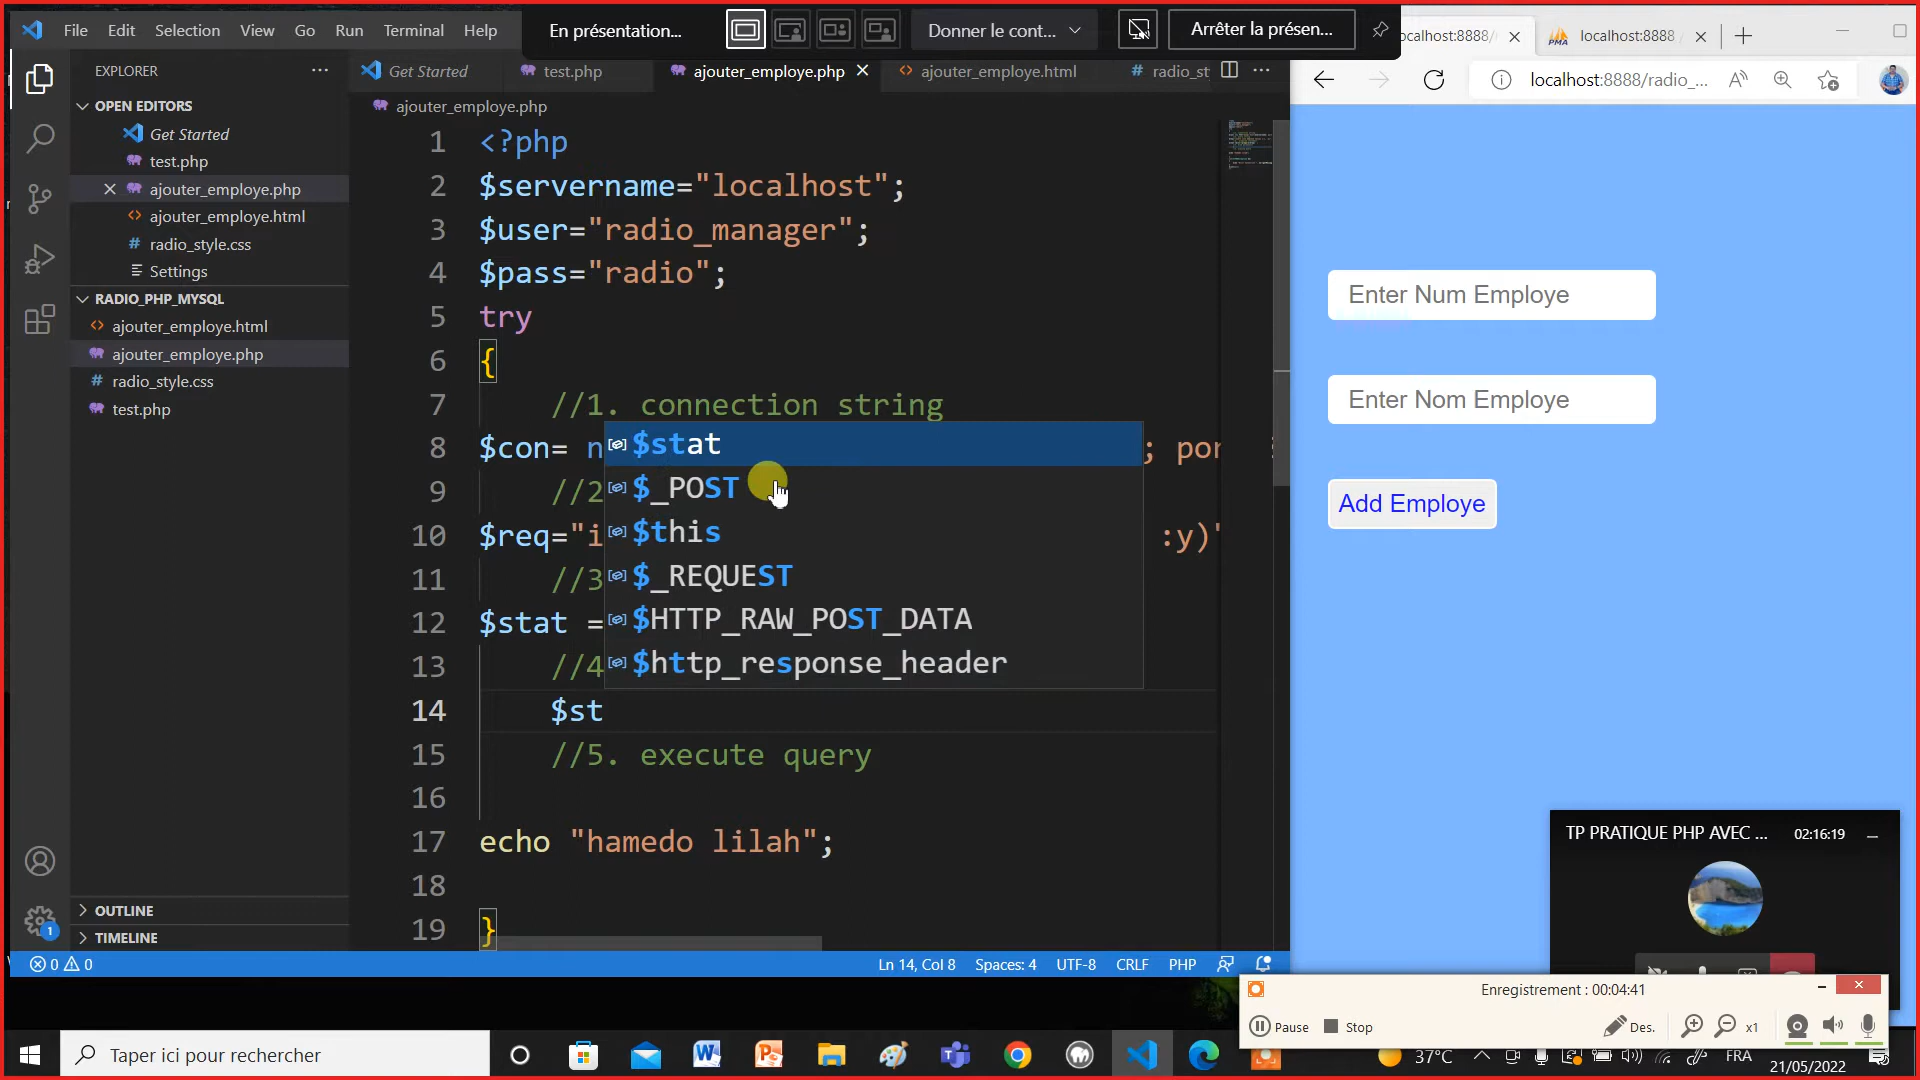 File Edit Selection View Go Run Terminal Help
En présentation...
Donner le cont...
Arrêter la présen...
ocalhost:8888/
PMA
localhost:8888/
EXPLORER
Get Started
test.php
ajouter_employe.php
ajouter_employe.html
radio_st
localhost:8888/radio_...
OPEN EDITORS
Get Started
test.php
ajouter_employe.php
ajouter_employe.html
radio_style.css
Settings
RADIO_PHP_MYSQL
ajouter_employe.html
ajouter_employe.php
radio_style.css
test.php
OUTLINE
TIMELINE
ajouter_employe.php
1 <?php
2 $servername="localhost";
3 $user="radio_manager";
4 $pass="radio";
5 try
6 {
7 //1. connection string
8 $con= n ; por
9 //2
10 $req="i :y)"
11 //3
12 $stat =
13 //4
14 $st
15 //5. execute query
16
17 echo "hamedo lilah";
18
19 }
$stat
$_POST
$this
$_REQUEST
$HTTP_RAW_POST_DATA
$http_response_header
Enter Num Employe
Enter Nom Employe
Add Employe
TP PRATIQUE PHP AVEC ... 02:16:19
1
0 0
Ln 14, Col 8 Spaces: 4 UTF-8 CRLF PHP
Enregistrement : 00:04:41
Pause Stop Des. x1
Taper ici pour rechercher
37°C
FRA
21/05/2022